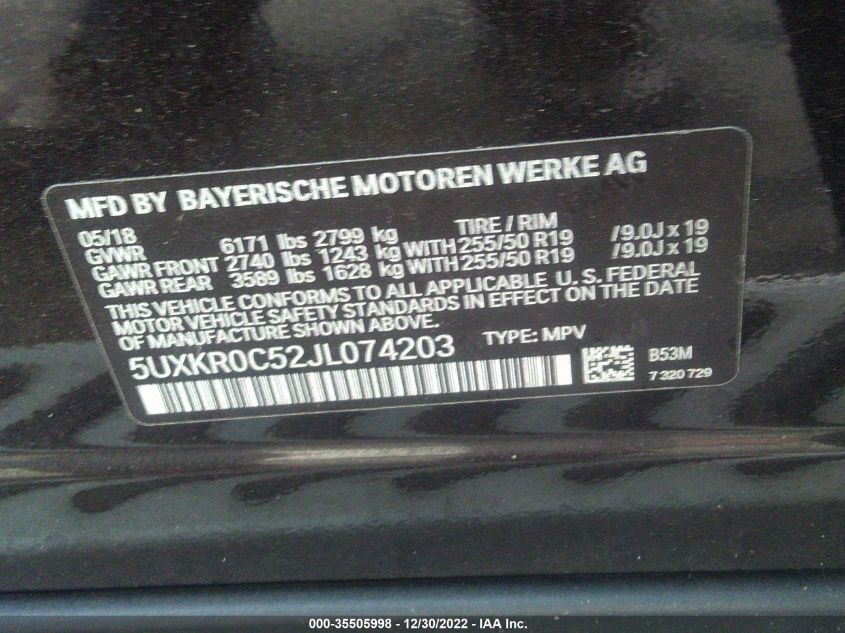 MFD BY BAYERISCHE MOTOREN WERKE AG
05/18 TIRE / RIM
GVWR 6171 lbs 2799 kg
GAWR FRONT 2740 lbs 1243 kg WITH 255/50 R19 /9.0J x 19
GAWR REAR 3589 lbs 1628 kg WITH 255/50 R19 /9.0J x 19
THIS VEHICLE CONFORMS TO ALL APPLICABLE U. S. FEDERAL
MOTOR VEHICLE SAFETY STANDARDS IN EFFECT ON THE DATE
OF MANUFACTURE SHOWN ABOVE.
5UXKR0C52JL074203 TYPE: MPV
B53M
7 320 729
000-35505998 - 12/30/2022 - IAA Inc.